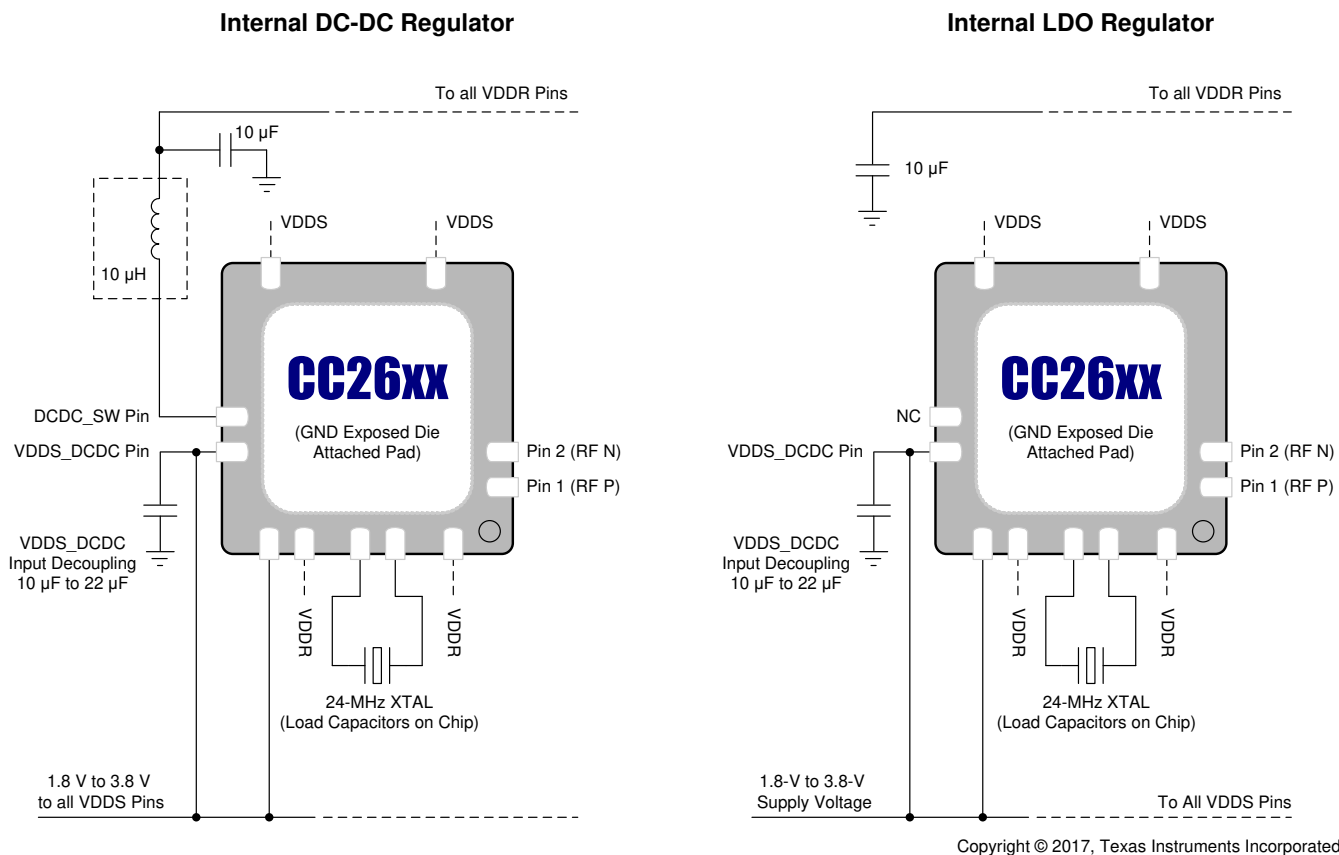 Internal DC-DC Regulator
To all VDDR Pins
10 µF
10 µH
VDDS
VDDS
CC26xx
(GND Exposed Die
Attached Pad)
DCDC_SW Pin
VDDS_DCDC Pin
Pin 2 (RF N)
Pin 1 (RF P)
VDDS_DCDC
Input Decoupling
10 µF to 22 µF
VDDR
VDDR
24-MHz XTAL
(Load Capacitors on Chip)
1.8 V to 3.8 V
to all VDDS Pins
Internal LDO Regulator
To all VDDR Pins
10 µF
VDDS
VDDS
CC26xx
(GND Exposed Die
Attached Pad)
NC
VDDS_DCDC Pin
Pin 2 (RF N)
Pin 1 (RF P)
VDDS_DCDC
Input Decoupling
10 µF to 22 µF
VDDR
VDDR
24-MHz XTAL
(Load Capacitors on Chip)
1.8-V to 3.8-V
Supply Voltage
To All VDDS Pins
Copyright © 2017, Texas Instruments Incorporated